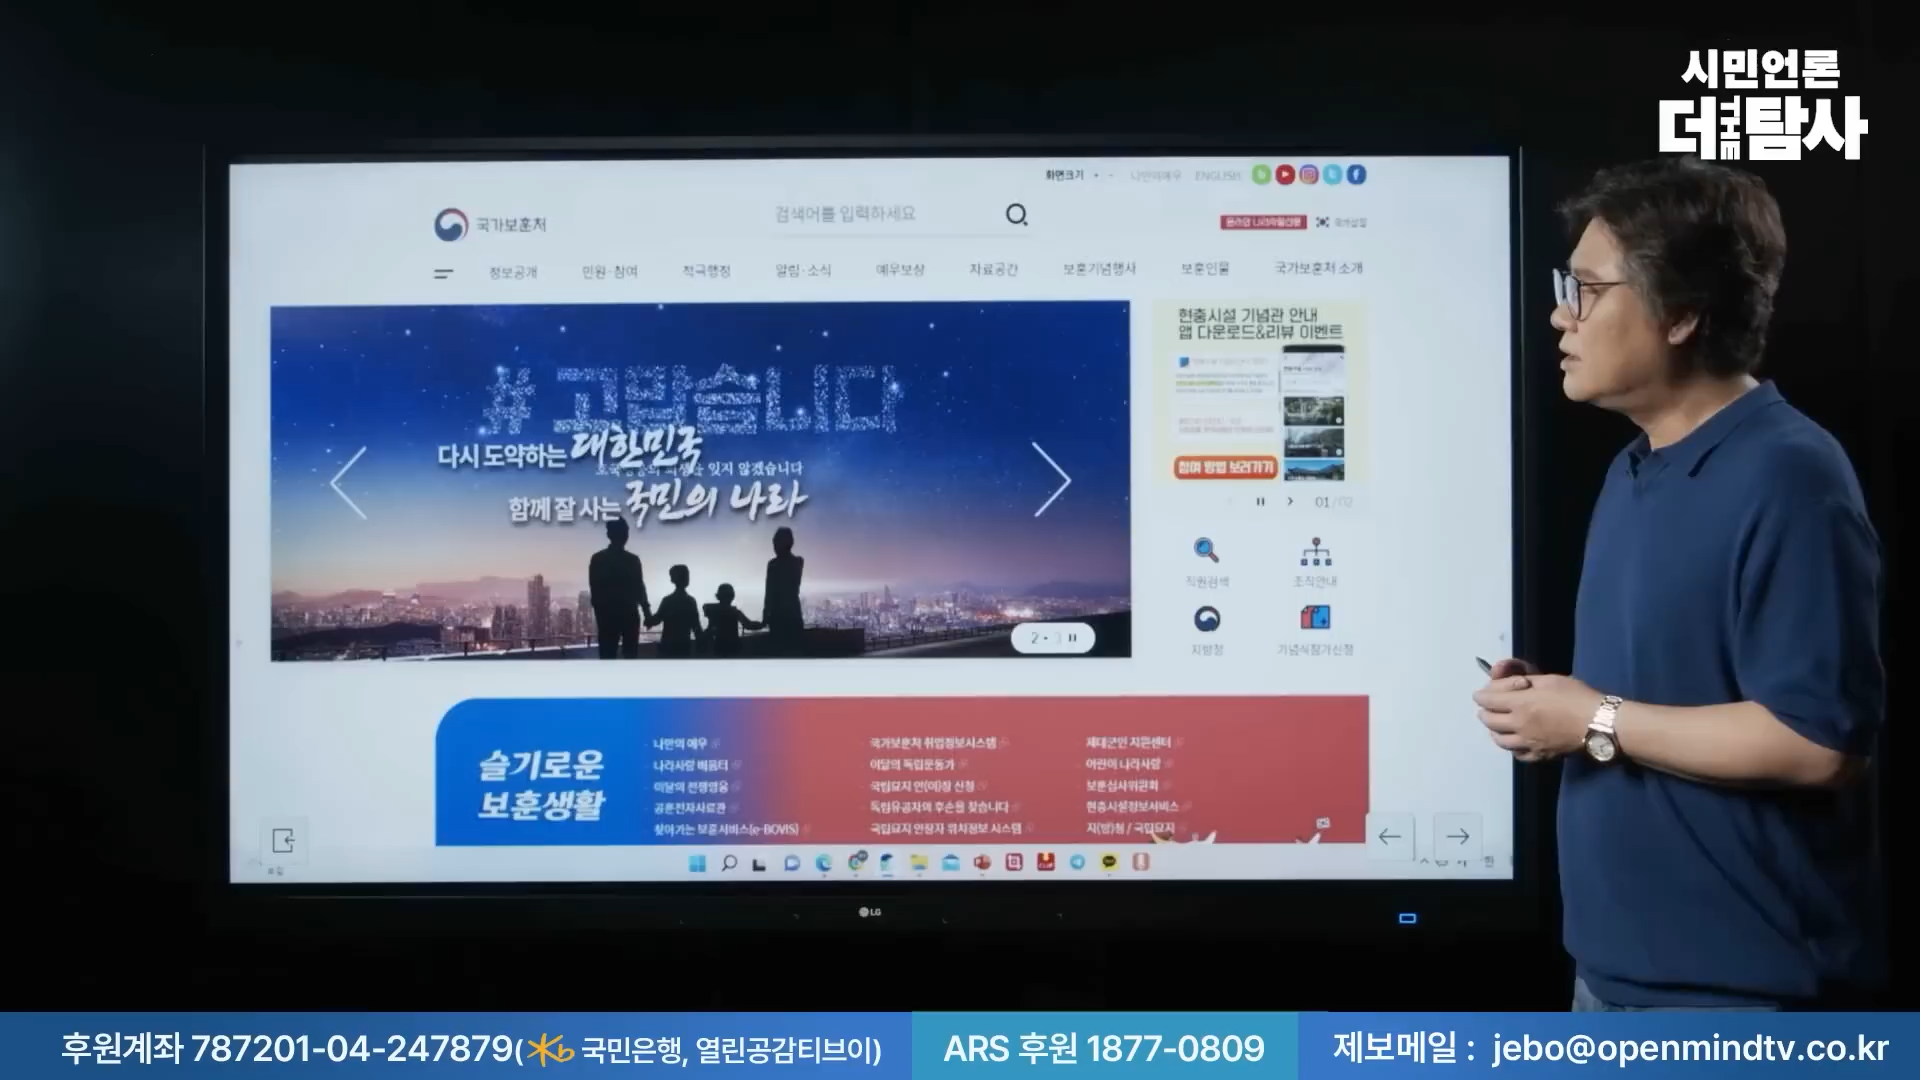 시민언론
더탐사
화면크기
나만의예우 ENGLISH
국가보훈처
검색어를 입력하세요
정보공개 민원·참여 적극행정 알림·소식 예우보상 자료공간 보훈기념행사 보훈인물 국가보훈처 소개
#고맙습니다
다시 도약하는 대한민국
잊지 않겠습니다
함께 잘 사는 국민의 나라
2 · 3
현충시설 기념관 안내
앱 다운로드&리뷰 이벤트
참여 방법 보러가기
01/02
직원검색 조직안내
지방청 기념식참가신청
슬기로운
보훈생활
나만의 예우
나라사랑 배움터
이달의 전쟁영웅
공훈전자사료관
찾아가는 보훈서비스(e-BOVIS)
국가보훈처 취업정보시스템
이달의 독립운동가
국립묘지 안(이)장 신청
독립유공자의 후손을 찾습니다
국립묘지 안장자 위치정보 시스템
제대군인 지원센터
어린이 나라사랑
보훈심사위원회
현충시설정보서비스
지(방)청 / 국립묘지
LG
후원계좌 787201-04-247879( 국민은행, 열린공감티브이)
ARS 후원 1877-0809
제보메일 : jebo@openmindtv.co.kr